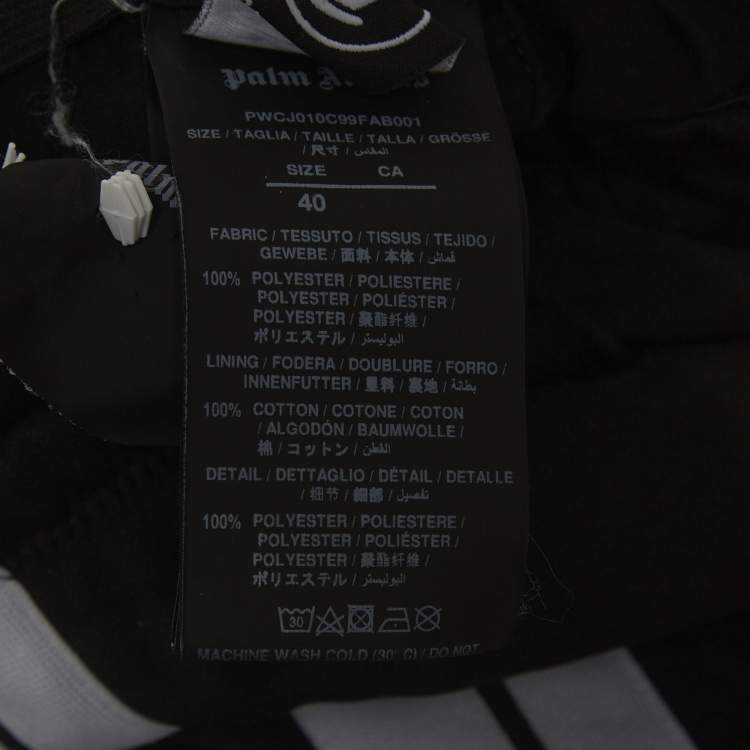 Palm
PWCJ010C99FAB001
SIZE / TAGLIA / TAILLE / TALLA / GRÖSSE
/ 尺寸 / المقاس
SIZE CA
40
FABRIC / TESSUTO / TISSUS / TEJIDO /
GEWEBE / 面料 / 本体 / قماش
100% POLYESTER / POLIESTERE /
POLYESTER / POLIÉSTER /
POLYESTER / 聚酯纤维 /
ポリエステル / البوليستر
LINING / FODERA / DOUBLURE / FORRO /
INNENFUTTER / 里料 / 裏地 / بطانة
100% COTTON / COTONE / COTON
/ ALGODÓN / BAUMWOLLE /
棉 / コットン / القطن
DETAIL / DETTAGLIO / DÉTAIL / DETALLE
/ 细节 / 細部 / تفصيل
100% POLYESTER / POLIESTERE /
POLYESTER / POLIÉSTER /
POLYESTER / 聚酯纤维 /
ポリエステル / البوليستر
30
MACHINE WASH COLD (30° C) / DO NOT